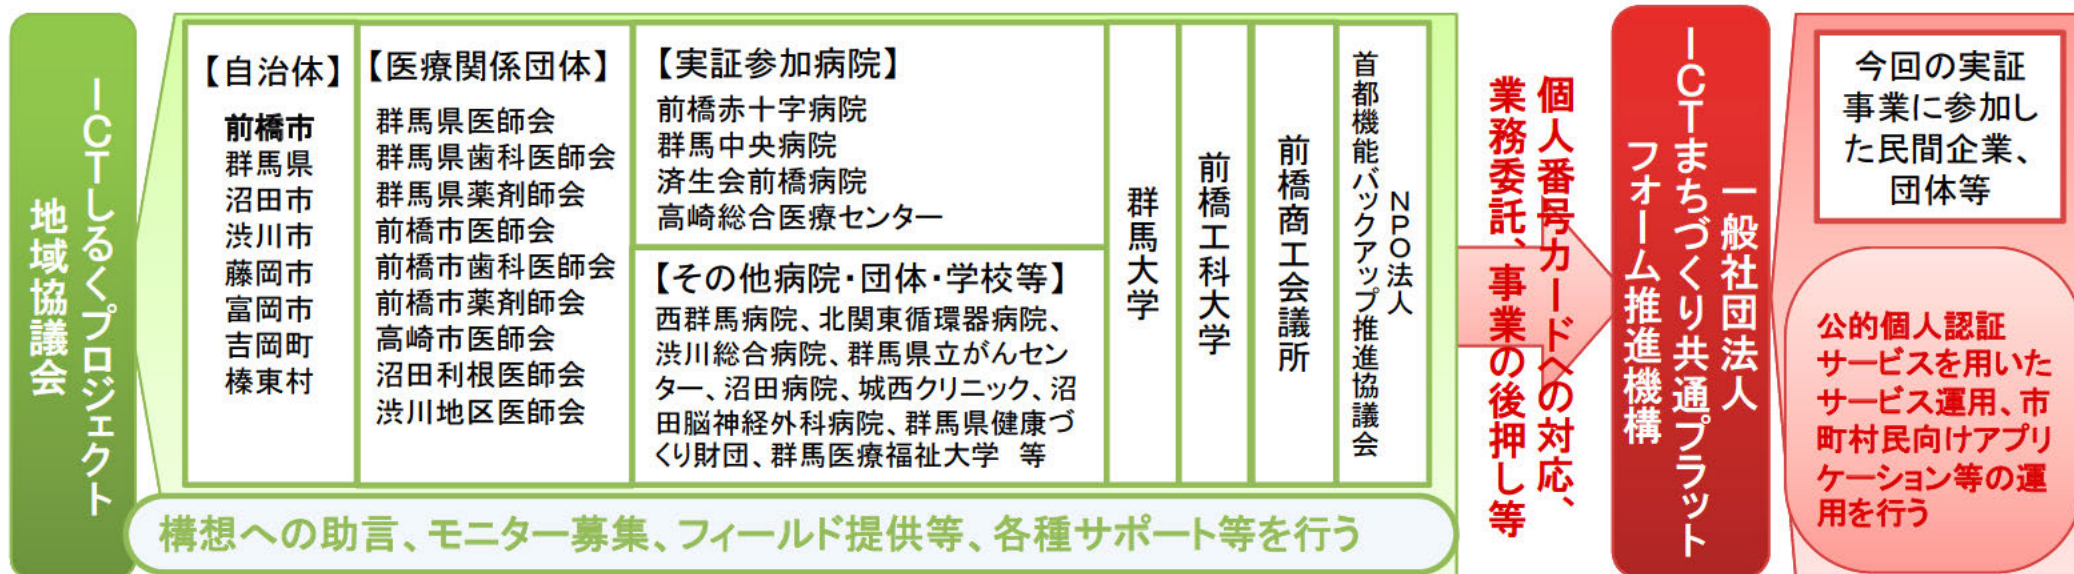 ICTしるくプロジェクト
地域協議会
【自治体】
前橋市
群馬県
沼田市
渋川市
藤岡市
富岡市
吉岡町
榛東村
【医療関係団体】
群馬県医師会
群馬県歯科医師会
群馬県薬剤師会
前橋市医師会
前橋市歯科医師会
前橋市薬剤師会
高崎市医師会
沼田利根医師会
渋川地区医師会
【実証参加病院】
前橋赤十字病院
群馬中央病院
済生会前橋病院
高崎総合医療センター
【その他病院・団体・学校等】
西群馬病院、北関東循環器病院、
渋川総合病院、群馬県立がんセン
ター、沼田病院、城西クリニック、沼
田脳神経外科病院、群馬県健康づ
くり財団、群馬医療福祉大学　等
群馬大学
前橋工科大学
前橋商工会議所
NPO法人
首都機能バックアップ推進協議会
構想への助言、モニター募集、フィールド提供等、各種サポート等を行う
個人番号カードへの対応、
業務委託、事業の後押し等
一般社団法人
ICTまちづくり共通プラット
フォーム推進機構
今回の実証
事業に参加し
た民間企業、
団体等
公的個人認証
サービスを用いた
サービス運用、市
町村民向けアプリ
ケーション等の運
用を行う